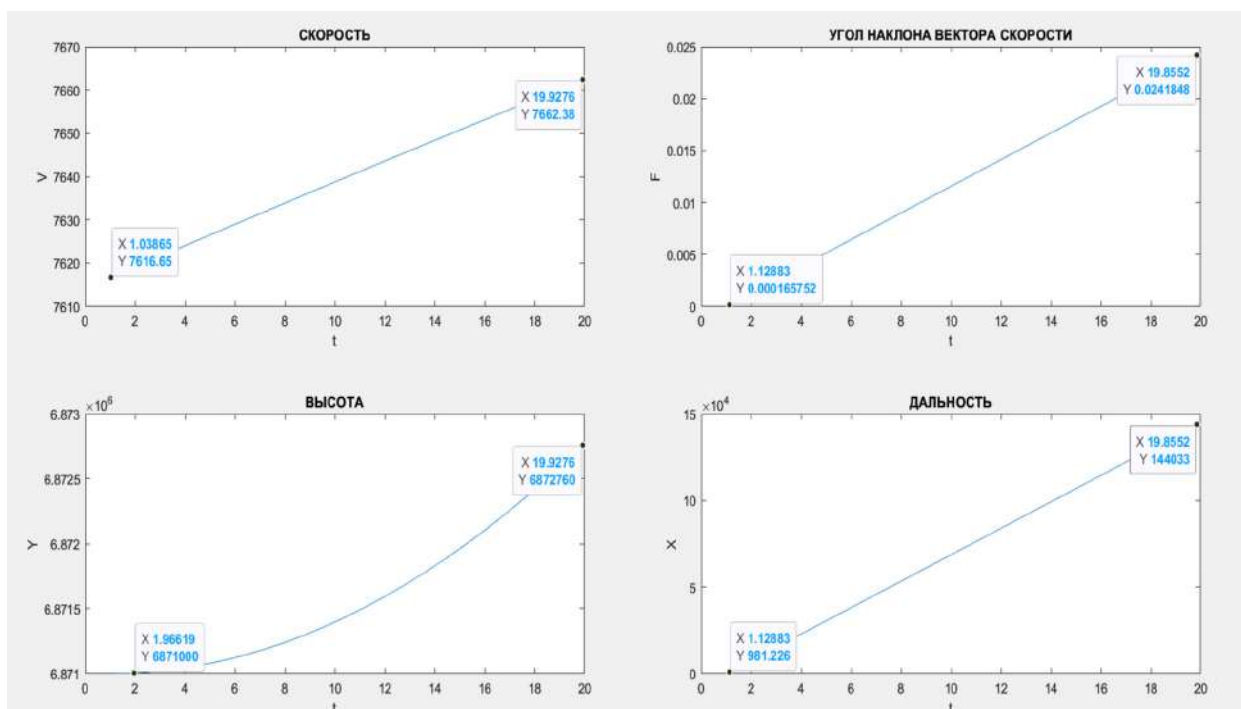 СКОРОСТЬ
7670
7660
7650
7640
7630
7620
7610
V
X 19.9276
Y 7662.38
X 1.03865
Y 7616.65
0 2 4 6 8 10 12 14 16 18 20
t
УГОЛ НАКЛОНА ВЕКТОРА СКОРОСТИ
0.025
0.02
0.015
0.01
0.005
0
F
X 19.8552
Y 0.0241848
X 1.12883
Y 0.000165752
0 2 4 6 8 10 12 14 16 18 20
t
ВЫСОТА
×10⁶
6.873
6.8725
6.872
6.8715
6.871
Y
X 19.9276
Y 6872760
X 1.96619
Y 6871000
0 2 4 6 8 10 12 14 16 18 20
t
ДАЛЬНОСТЬ
×10⁴
15
10
5
0
X
X 19.8552
Y 144033
X 1.12883
Y 981.226
0 2 4 6 8 10 12 14 16 18 20
t